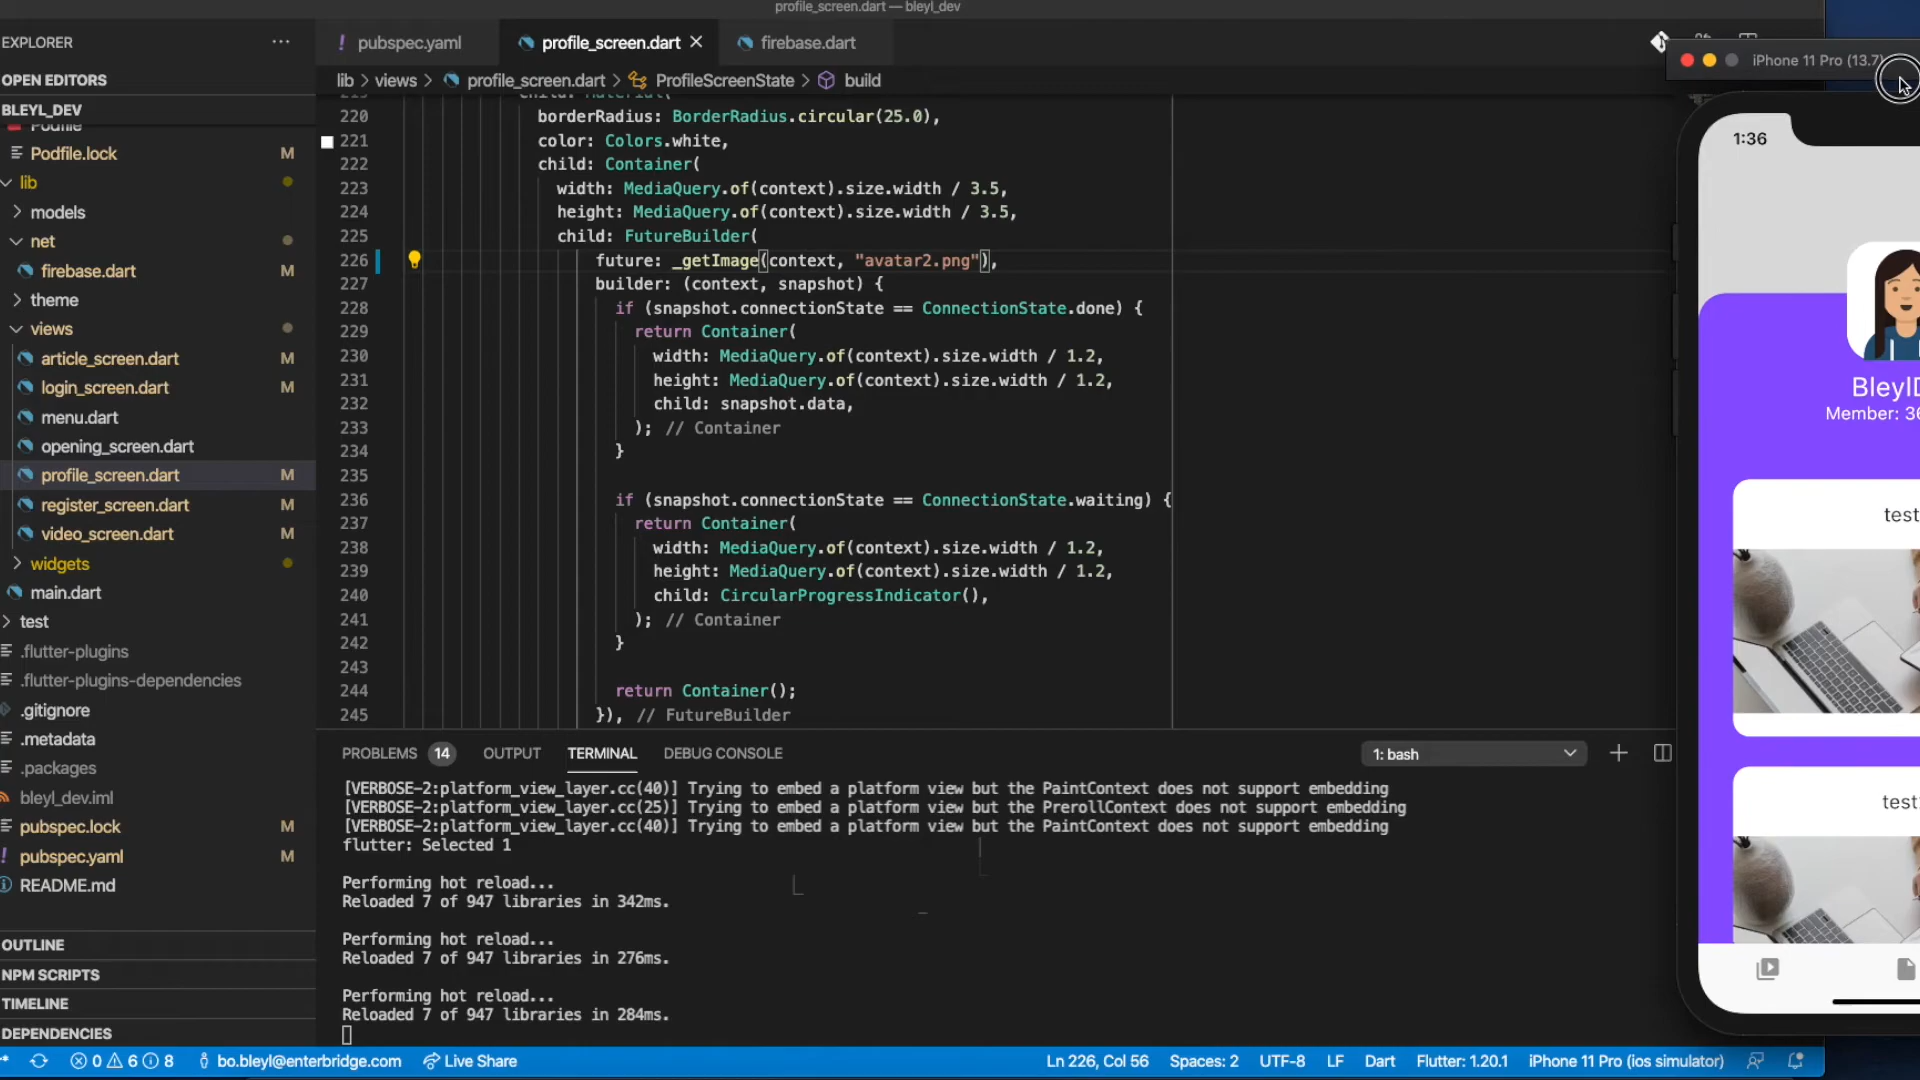 profile_screen.dart — bleyl_dev
EXPLORER
OPEN EDITORS
BLEYL_DEV
Podfile
Podfile.lock M
lib
models
net
firebase.dart M
theme
views
article_screen.dart M
login_screen.dart M
menu.dart
opening_screen.dart
profile_screen.dart M
register_screen.dart M
video_screen.dart M
widgets
main.dart
test
.flutter-plugins
.flutter-plugins-dependencies
.gitignore
.metadata
.packages
bleyl_dev.iml
pubspec.lock M
pubspec.yaml M
README.md
OUTLINE
NPM SCRIPTS
TIMELINE
DEPENDENCIES
pubspec.yaml
profile_screen.dart
firebase.dart
lib > views > profile_screen.dart > ProfileScreenState > build
219 child: Material(
220 borderRadius: BorderRadius.circular(25.0),
221 color: Colors.white,
222 child: Container(
223 width: MediaQuery.of(context).size.width / 3.5,
224 height: MediaQuery.of(context).size.width / 3.5,
225 child: FutureBuilder(
226 future: _getImage(context, "avatar2.png"),
227 builder: (context, snapshot) {
228 if (snapshot.connectionState == ConnectionState.done) {
229 return Container(
230 width: MediaQuery.of(context).size.width / 1.2,
231 height: MediaQuery.of(context).size.width / 1.2,
232 child: snapshot.data,
233 ); // Container
234 }
235
236 if (snapshot.connectionState == ConnectionState.waiting) {
237 return Container(
238 width: MediaQuery.of(context).size.width / 1.2,
239 height: MediaQuery.of(context).size.width / 1.2,
240 child: CircularProgressIndicator(),
241 ); // Container
242 }
243
244 return Container();
245 }), // FutureBuilder
PROBLEMS 14 OUTPUT TERMINAL DEBUG CONSOLE 1: bash
[VERBOSE-2:platform_view_layer.cc(40)] Trying to embed a platform view but the PaintContext does not support embedding
[VERBOSE-2:platform_view_layer.cc(25)] Trying to embed a platform view but the PrerollContext does not support embedding
[VERBOSE-2:platform_view_layer.cc(40)] Trying to embed a platform view but the PaintContext does not support embedding
flutter: Selected 1
Performing hot reload...
Reloaded 7 of 947 libraries in 342ms.
Performing hot reload...
Reloaded 7 of 947 libraries in 276ms.
Performing hot reload...
Reloaded 7 of 947 libraries in 284ms.
0 6 8 bo.bleyl@enterbridge.com Live Share Ln 226, Col 56 Spaces: 2 UTF-8 LF Dart Flutter: 1.20.1 iPhone 11 Pro (ios simulator)
iPhone 11 Pro (13.7)
1:36
BleylD
Member: 36
test
test